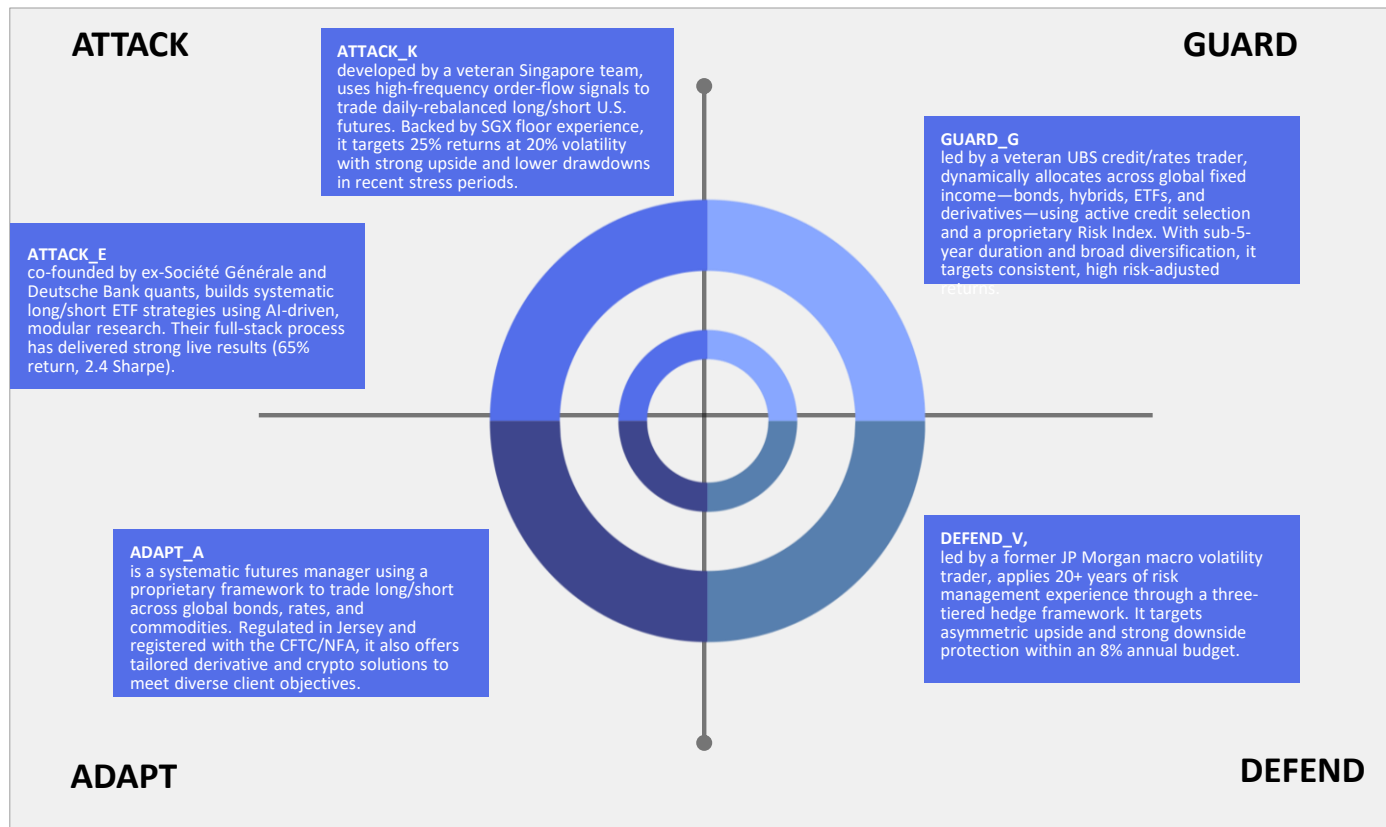 ATTACK
GUARD
ATTACK_K
developed by a veteran Singapore team,
uses high-frequency order-flow signals to
trade daily-rebalanced long/short U.S.
futures. Backed by SGX floor experience,
it targets 25% returns at 20% volatility
with strong upside and lower drawdowns
in recent stress periods.
GUARD_G
led by a veteran UBS credit/rates trader,
dynamically allocates across global fixed
income—bonds, hybrids, ETFs, and
derivatives—using active credit selection
and a proprietary Risk Index. With sub-5-
year duration and broad diversification, it
targets consistent, high risk-adjusted
returns.
ATTACK_E
co-founded by ex-Société Générale and
Deutsche Bank quants, builds systematic
long/short ETF strategies using AI-driven,
modular research. Their full-stack process
has delivered strong live results (65%
return, 2.4 Sharpe).
ADAPT_A
is a systematic futures manager using a
proprietary framework to trade long/short
across global bonds, rates, and
commodities. Regulated in Jersey and
registered with the CFTC/NFA, it also offers
tailored derivative and crypto solutions to
meet diverse client objectives.
DEFEND_V,
led by a former JP Morgan macro volatility
trader, applies 20+ years of risk
management experience through a three-
tiered hedge framework. It targets
asymmetric upside and strong downside
protection within an 8% annual budget.
ADAPT
DEFEND